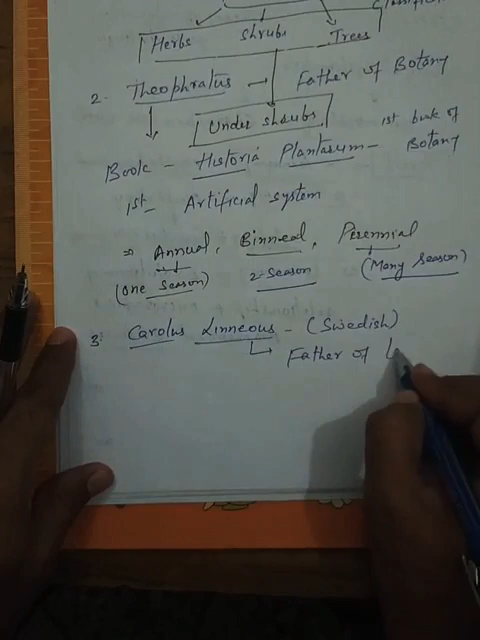 Herbs shrubs Trees
2. Theophratus → Father of Botany
Under shrubs
Book - Historia Plantarum - 1st book of Botany
1st - Artificial system
⇒ Annual, Binneal, Perennial
(One Season) 2-Season (Many Season)
3. Carolus Linneous - (Swedish)
↳ Father of